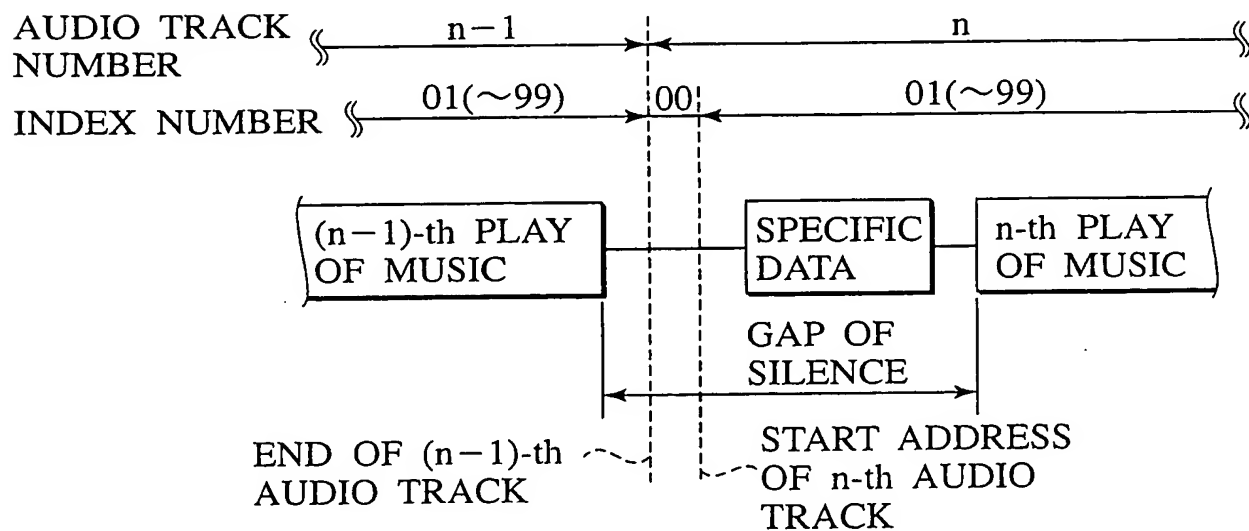 AUDIO TRACK
NUMBER
n−1
n
INDEX NUMBER
01(~99)
00
01(~99)
(n−1)-th PLAY
OF MUSIC
SPECIFIC
DATA
n-th PLAY
OF MUSIC
GAP OF
SILENCE
END OF (n−1)-th
AUDIO TRACK
START ADDRESS
OF n-th AUDIO
TRACK